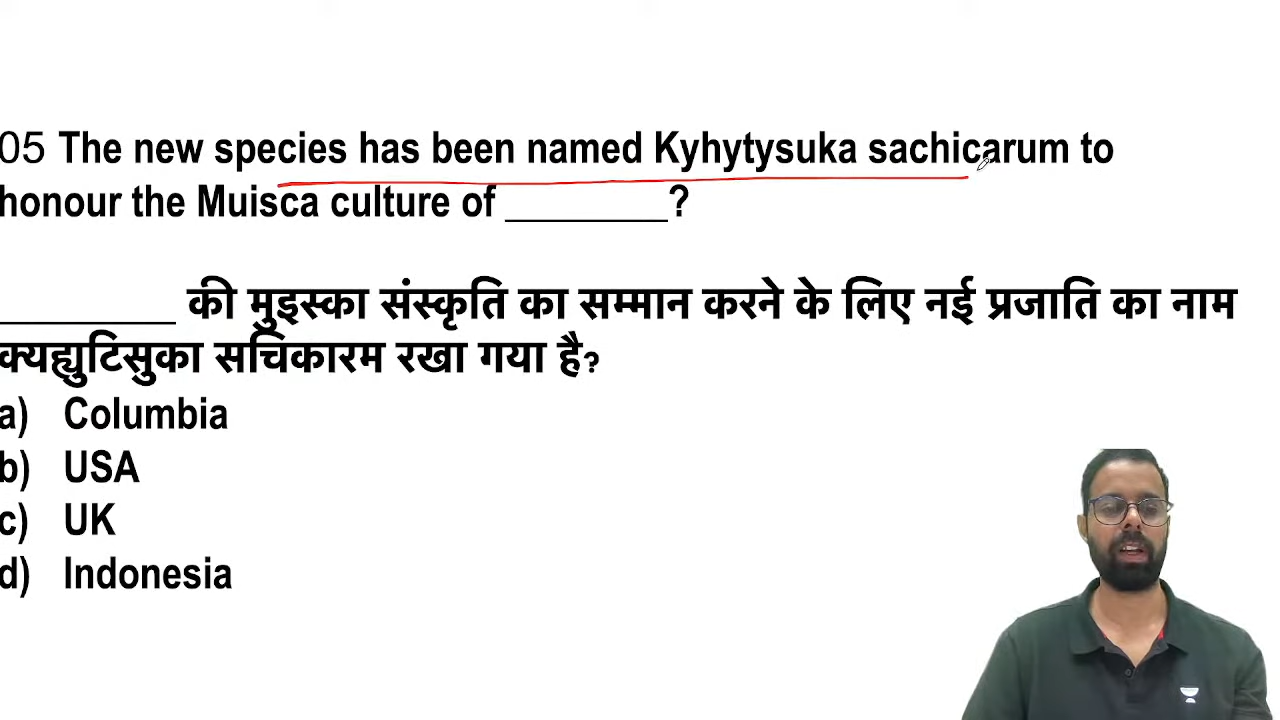 05 The new species has been named Kyhytysuka sachicarum to
honour the Muisca culture of ________?
________ की मुइस्का संस्कृति का सम्मान करने के लिए नई प्रजाति का नाम
क्यह्युटिसुका सचिकारम रखा गया है?
a) Columbia
b) USA
c) UK
d) Indonesia